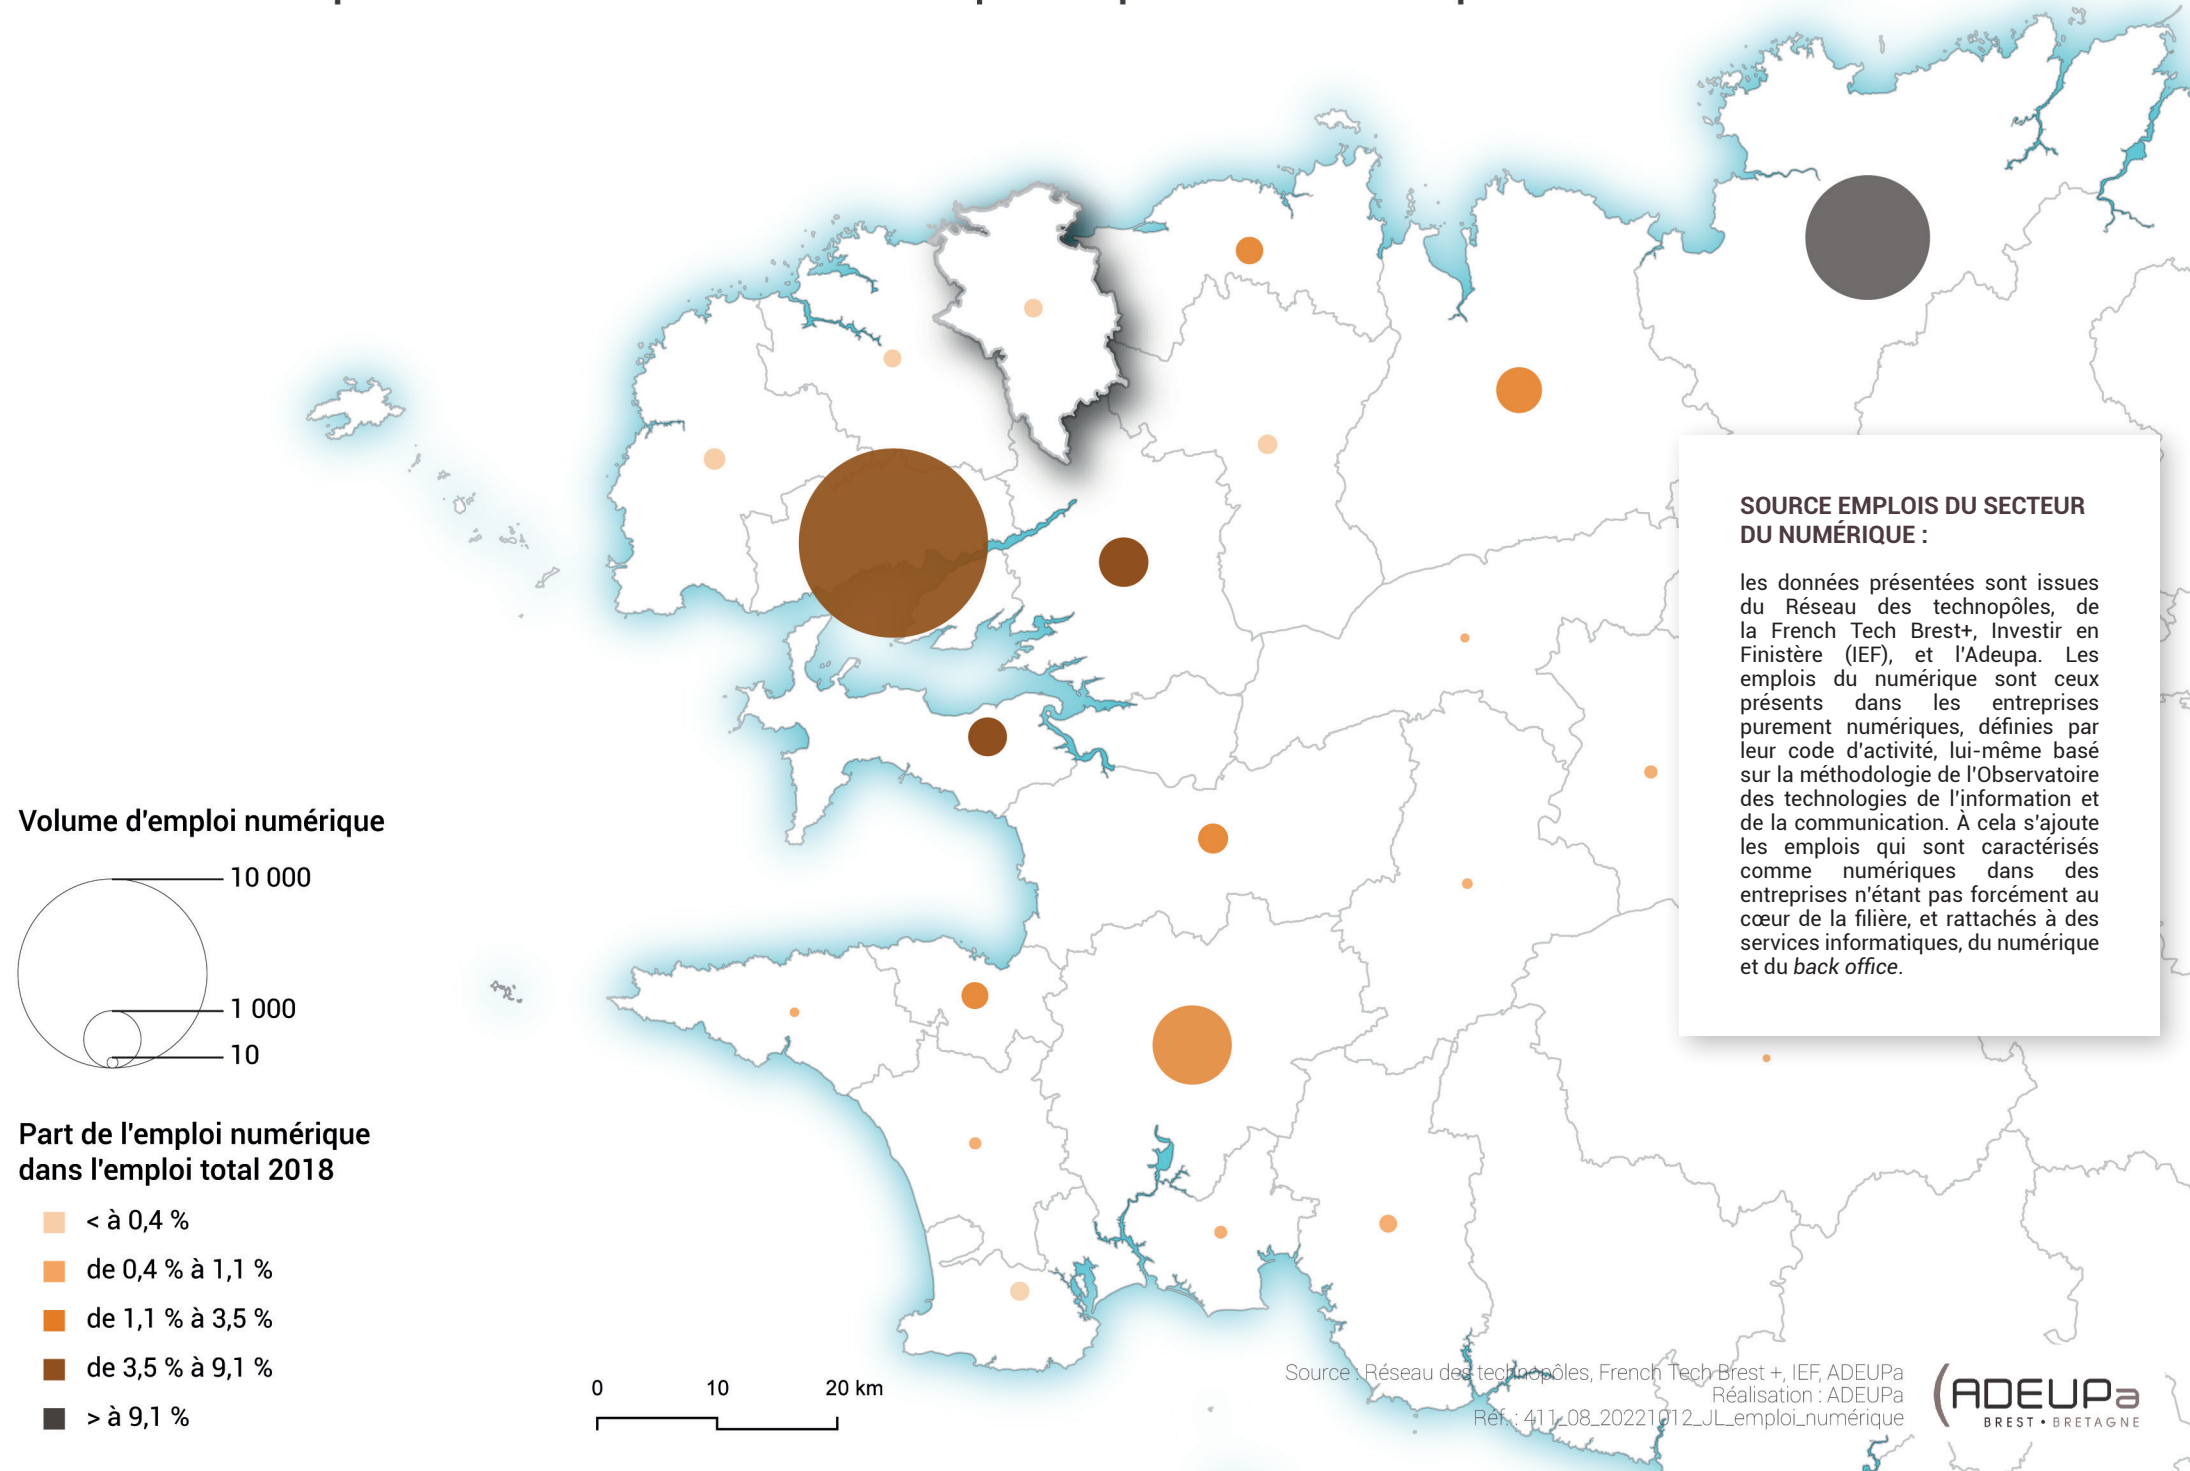 SOURCE EMPLOIS DU SECTEUR
DU NUMÉRIQUE :
les données présentées sont issues
du Réseau des technopôles, de
la French Tech Brest+, Investir en
Finistère (IEF), et l'Adeupa. Les
emplois du numérique sont ceux
présents dans les entreprises
purement numériques, définies par
leur code d'activité, lui-même basé
sur la méthodologie de l'Observatoire
des technologies de l'information et
de la communication. À cela s'ajoute
les emplois qui sont caractérisés
comme numériques dans des
entreprises n'étant pas forcément au
cœur de la filière, et rattachés à des
services informatiques, du numérique
et du back office.
Volume d'emploi numérique
10 000
1 000
10
Part de l'emploi numérique
dans l'emploi total 2018
< à 0,4 %
de 0,4 % à 1,1 %
de 1,1 % à 3,5 %
de 3,5 % à 9,1 %
> à 9,1 %
0 10 20 km
Source : Réseau des technopôles, French Tech Brest +, IEF, ADEUPa
Réalisation : ADEUPa
Réf. : 411_08_20221012_JL_emploi_numérique
ADEUPa
BREST • BRETAGNE